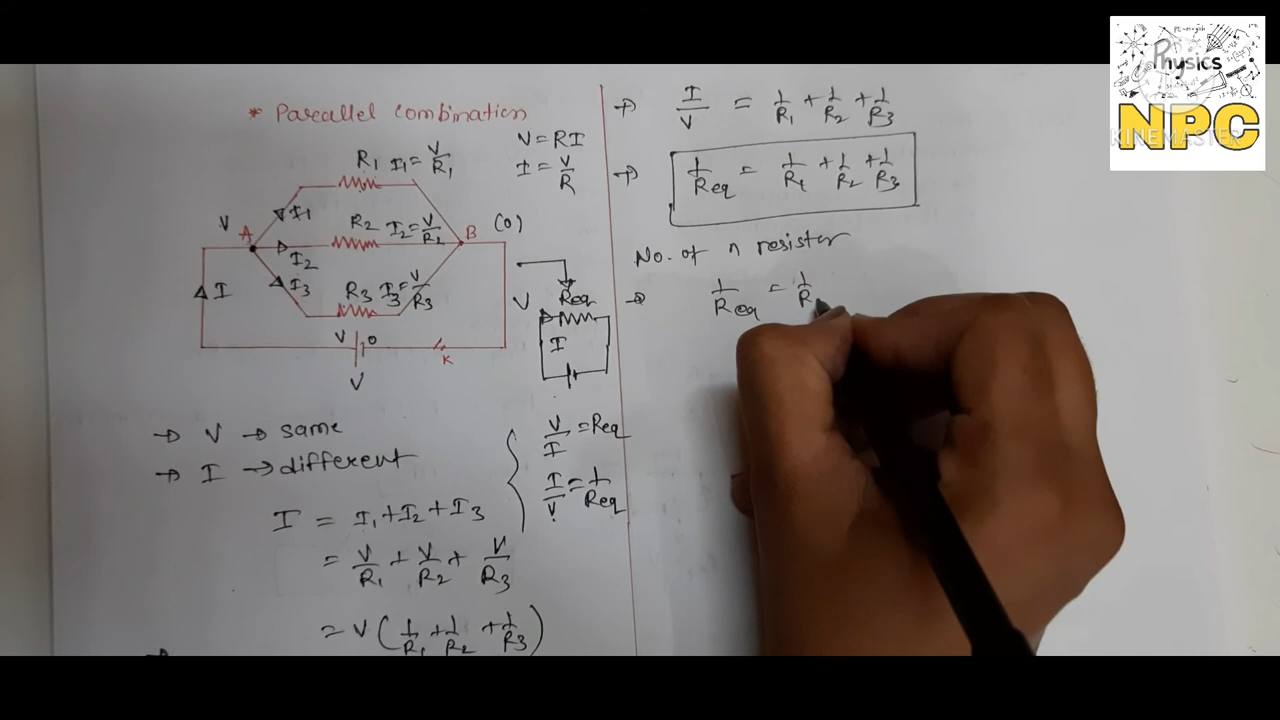 Physics
NPC
KINEMASTER
* Parallel combination
V = RI
I = V/R
R1 I1 = V/R1
V
I1
A
R2 I2 = V/R2
B (0)
I2
I
I3
R3 I3 = V/R3
V 0
K
V
Req
V
I
→ V → same
→ I → different
V/I = Req
I/V = 1/Req
I = I1 + I2 + I3
= V/R1 + V/R2 + V/R3
= V ( 1/R1 + 1/R2 + 1/R3 )
→ I/V = 1/R1 + 1/R2 + 1/R3
→ 1/Req = 1/R1 + 1/R2 + 1/R3
No. of n resister
→ 1/Req = 1/R